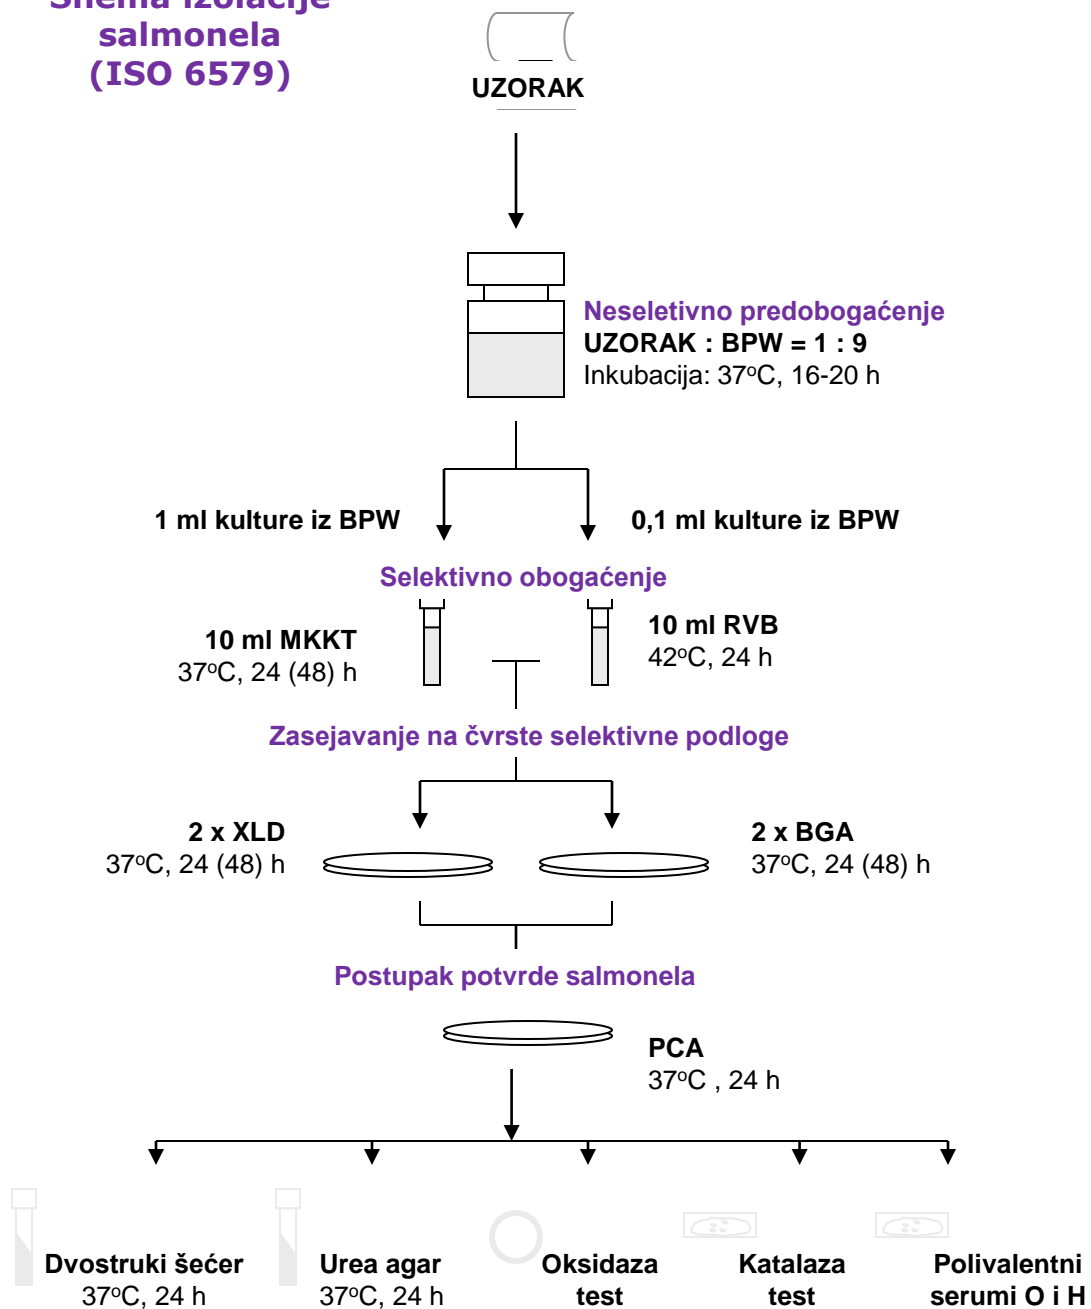 Shema izolacije
salmonela
(ISO 6579)
UZORAK
Neseletivno predobogaćenje
UZORAK : BPW = 1 : 9
Inkubacija: 37ºC, 16-20 h
1 ml kulture iz BPW
0,1 ml kulture iz BPW
Selektivno obogaćenje
10 ml MKKT
37ºC, 24 (48) h
10 ml RVB
42ºC, 24 h
Zasejavanje na čvrste selektivne podloge
2 x XLD
37ºC, 24 (48) h
2 x BGA
37ºC, 24 (48) h
Postupak potvrde salmonela
PCA
37ºC , 24 h
Dvostruki šećer
37ºC, 24 h
Urea agar
37ºC, 24 h
Oksidaza
test
Katalaza
test
Polivalentni
serumi O i H